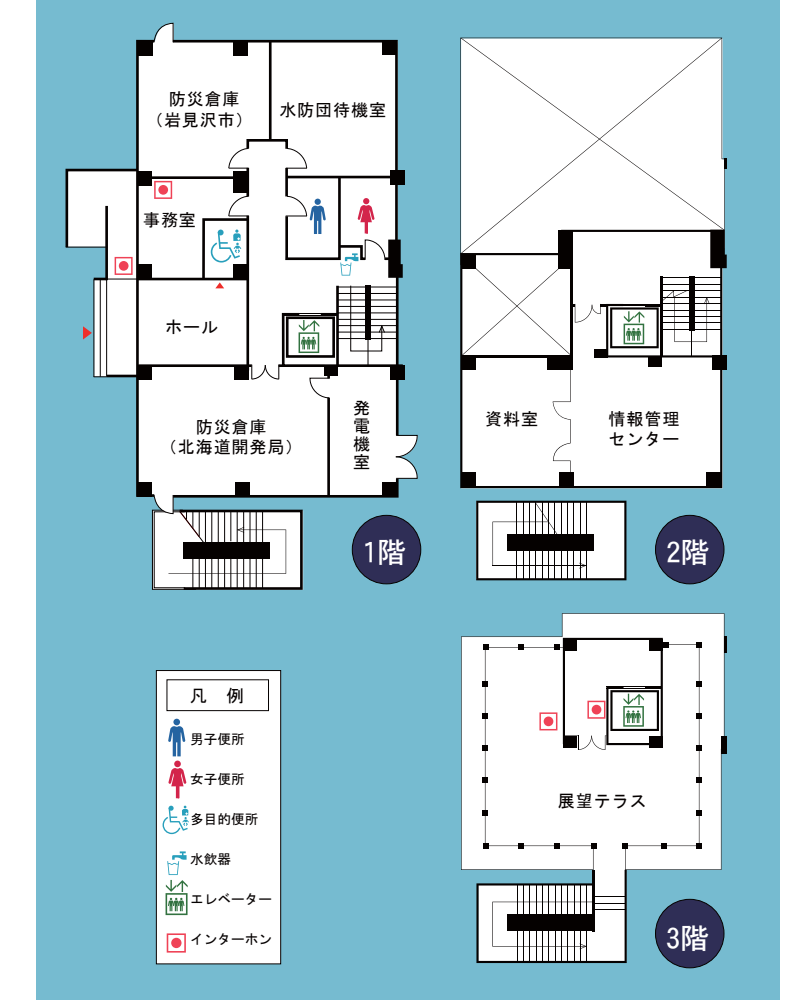 防災倉庫
(岩見沢市)
水防団待機室
事務室
ホール
防災倉庫
(北海道開発局)
発電機室
1階
資料室
情報管理
センター
2階
展望テラス
3階
凡 例
男子便所
女子便所
多目的便所
水飲器
エレベーター
インターホン